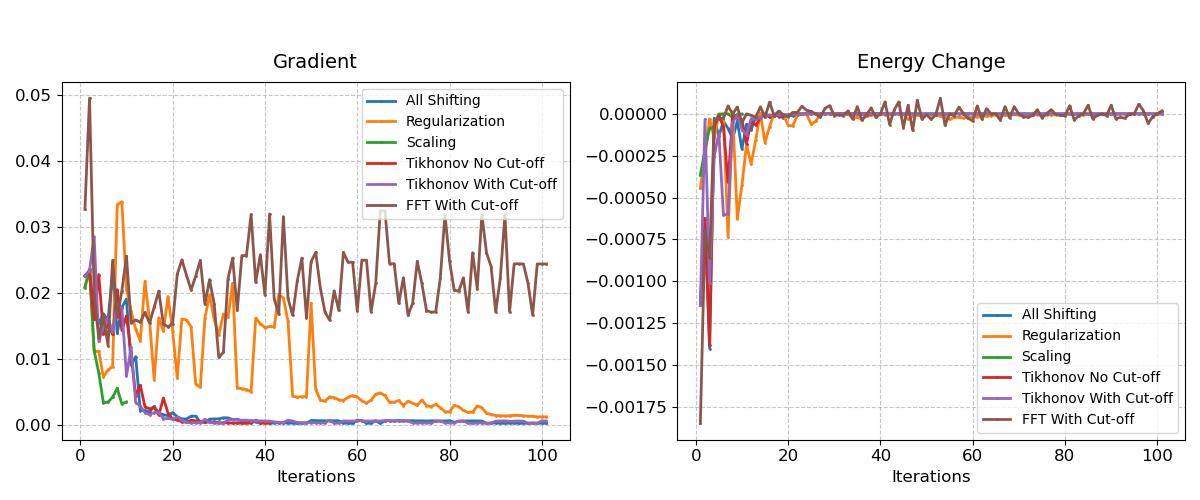 Gradient
0.05
0.04
0.03
0.02
0.01
0.00
0
20
40
60
80
100
Iterations
All Shifting
Regularization
Scaling
Tikhonov No Cut-off
Tikhonov With Cut-off
FFT With Cut-off
Energy Change
0.00000
−0.00025
−0.00050
−0.00075
−0.00100
−0.00125
−0.00150
−0.00175
0
20
40
60
80
100
Iterations
All Shifting
Regularization
Scaling
Tikhonov No Cut-off
Tikhonov With Cut-off
FFT With Cut-off